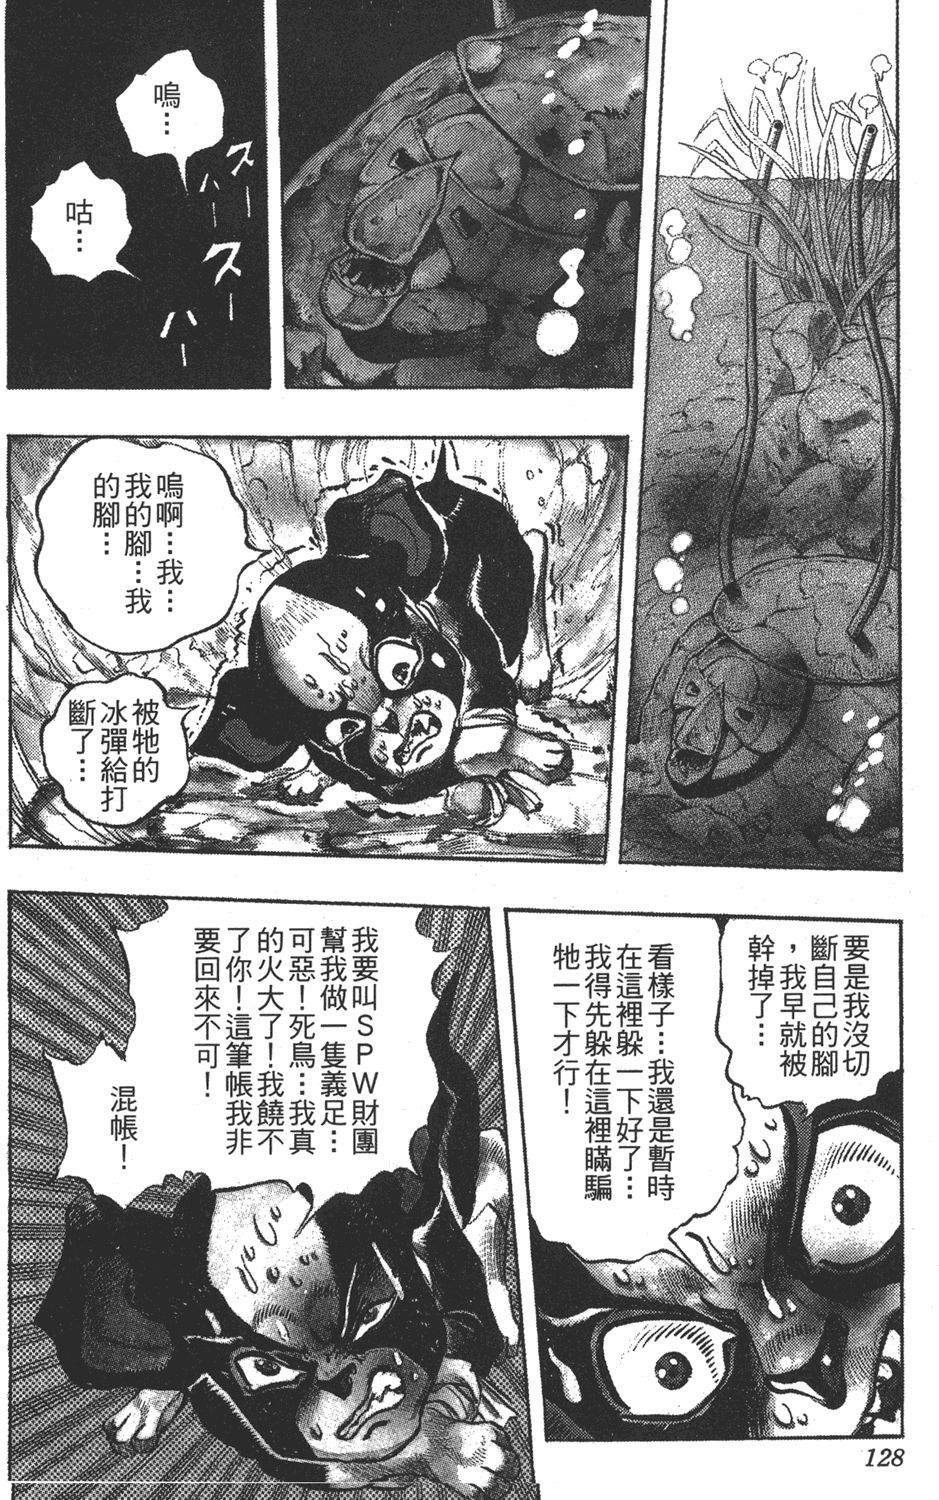 嗚…
咕…
スーハー
スーハー
嗚啊…我…
我的腳…我
的腳…
被牠的
冰彈給打
斷了…
要是我沒切
斷自己的腳
，我早就被
幹掉了…
看樣子…我還是暫時
在這裡躲一下好了…
我得先躲在這裡瞞騙
牠一下才行！
我要叫ＳＰＷ財團
幫我做一隻義足…
可惡！死鳥…我真
的火大了！我饒不
了你！這筆帳我非
要回來不可！
混帳！
128